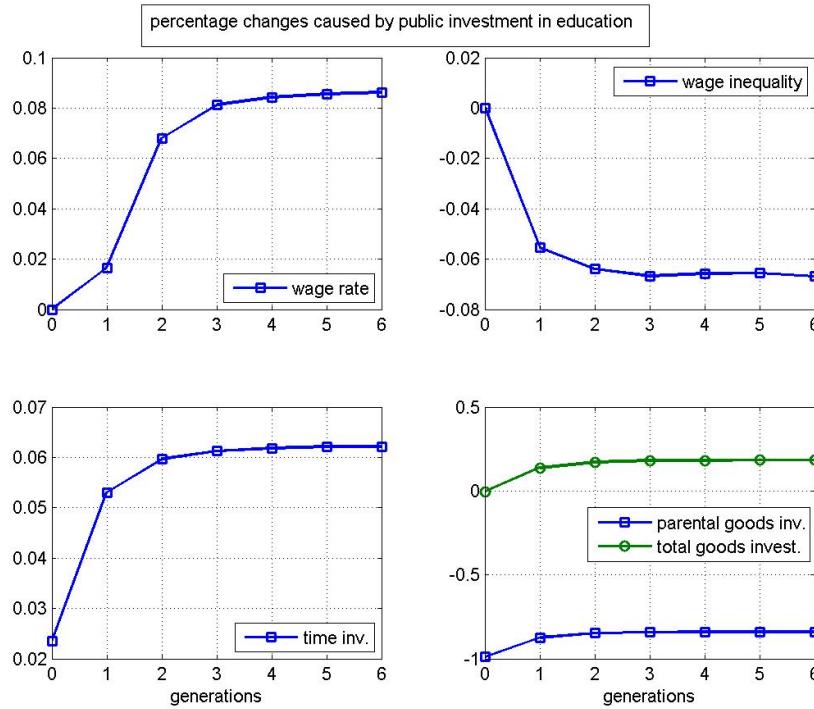 percentage changes caused by public investment in education
0.1
0.08
0.06
0.04
0.02
0
0 1 2 3 4 5 6
wage rate
0.02
0
-0.02
-0.04
-0.06
-0.08
0 1 2 3 4 5 6
wage inequality
0.07
0.06
0.05
0.04
0.03
0.02
0 1 2 3 4 5 6
time inv.
generations
0.5
0
-0.5
-1
0 1 2 3 4 5 6
parental goods inv.
total goods invest.
generations